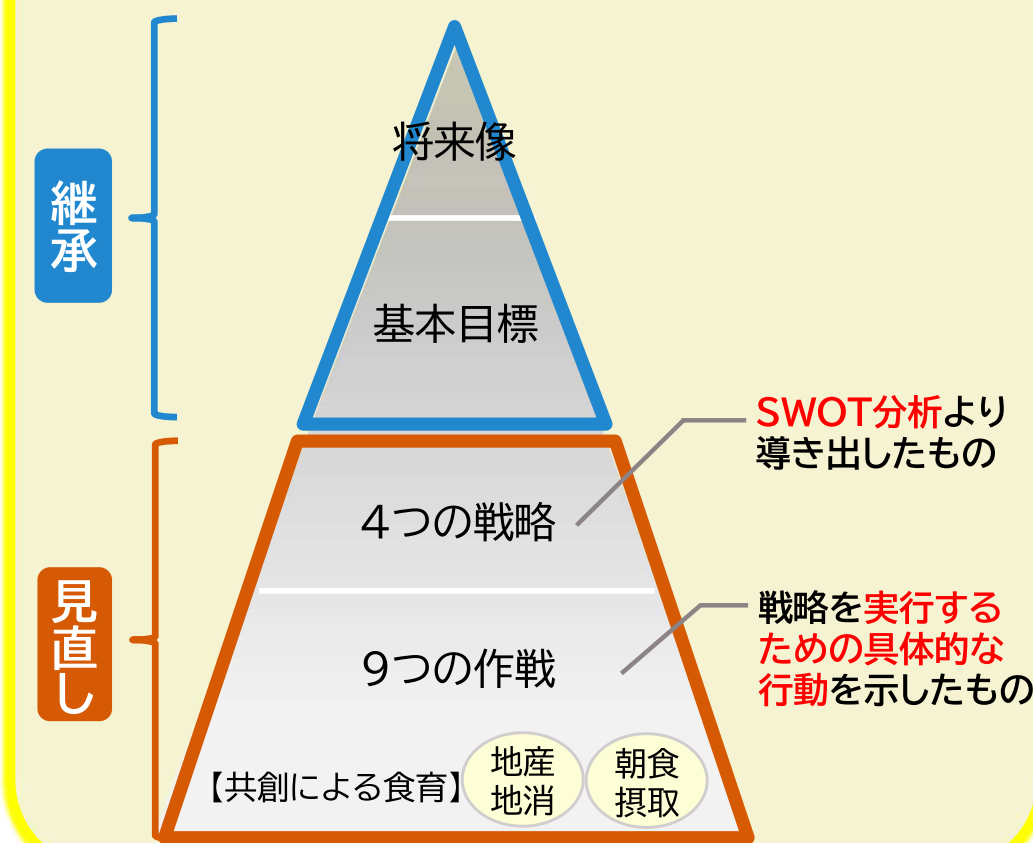 将来像
継承
基本目標
SWOT分析より
導き出したもの
4つの戦略
見直し
戦略を実行する
ための具体的な
行動を示したもの
9つの作戦
【共創による食育】
地産
地消
朝食
摂取